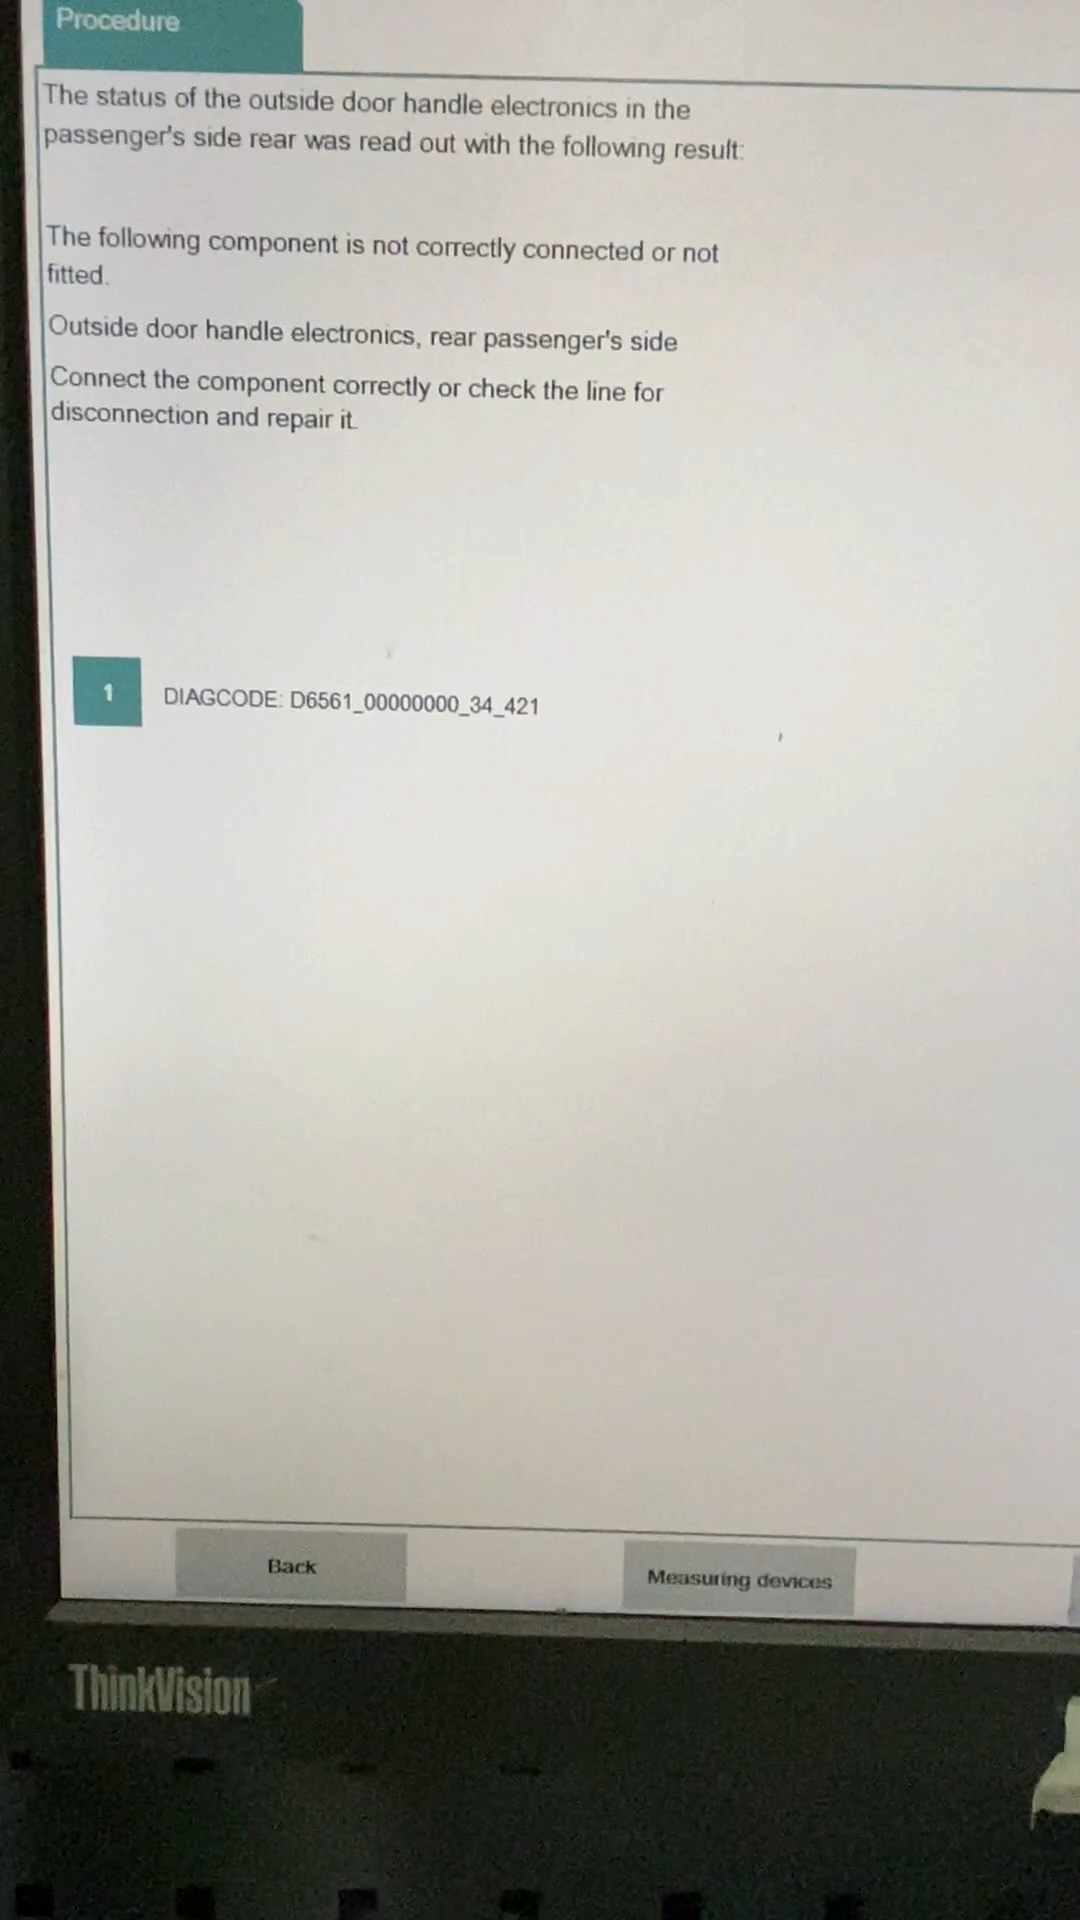 Procedure
The status of the outside door handle electronics in the
passenger's side rear was read out with the following result:
The following component is not correctly connected or not
fitted.
Outside door handle electronics, rear passenger's side
Connect the component correctly or check the line for
disconnection and repair it.
1 DIAGCODE: D6561_00000000_34_421
Back Measuring devices
ThinkVision